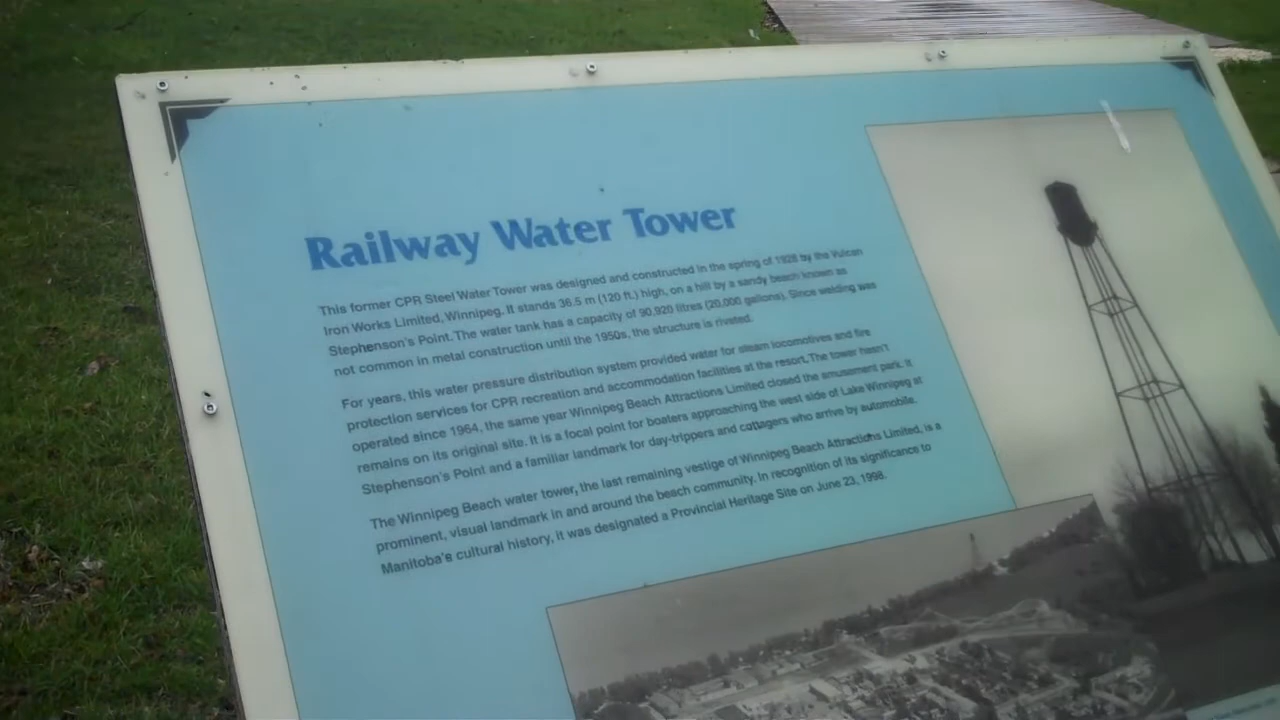 Railway Water Tower
This former CPR Steel Water Tower was designed and constructed in the spring of 1928 by the Vulcan
Iron Works Limited, Winnipeg. It stands 36.5 m (120 ft.) high, on a hill by a sandy beach known as
Stephenson's Point. The water tank has a capacity of 90,920 litres (20,000 gallons). Since welding was
not common in metal construction until the 1950s, the structure is riveted.
For years, this water pressure distribution system provided water for steam locomotives and fire
protection services for CPR recreation and accommodation facilities at the resort. The tower hasn't
operated since 1964, the same year Winnipeg Beach Attractions Limited closed the amusement park. It
remains on its original site. It is a focal point for boaters approaching the west side of Lake Winnipeg at
Stephenson's Point and a familiar landmark for day-trippers and cottagers who arrive by automobile.
The Winnipeg Beach water tower, the last remaining vestige of Winnipeg Beach Attractions Limited, is a
prominent, visual landmark in and around the beach community. In recognition of its significance to
Manitoba's cultural history, it was designated a Provincial Heritage Site on June 23, 1998.